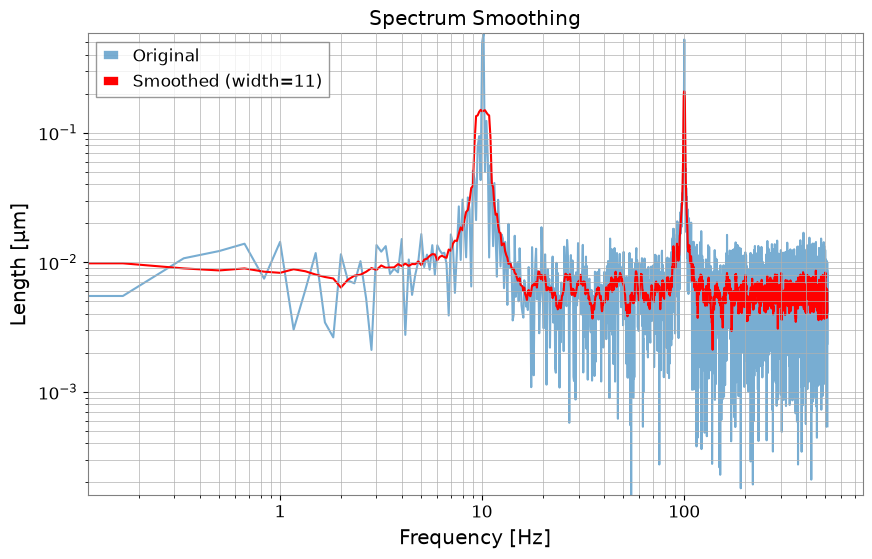 Spectrum Smoothing
Original
Smoothed (width=11)
10⁻¹
10⁻²
10⁻³
Length [µm]
1
10
100
Frequency [Hz]